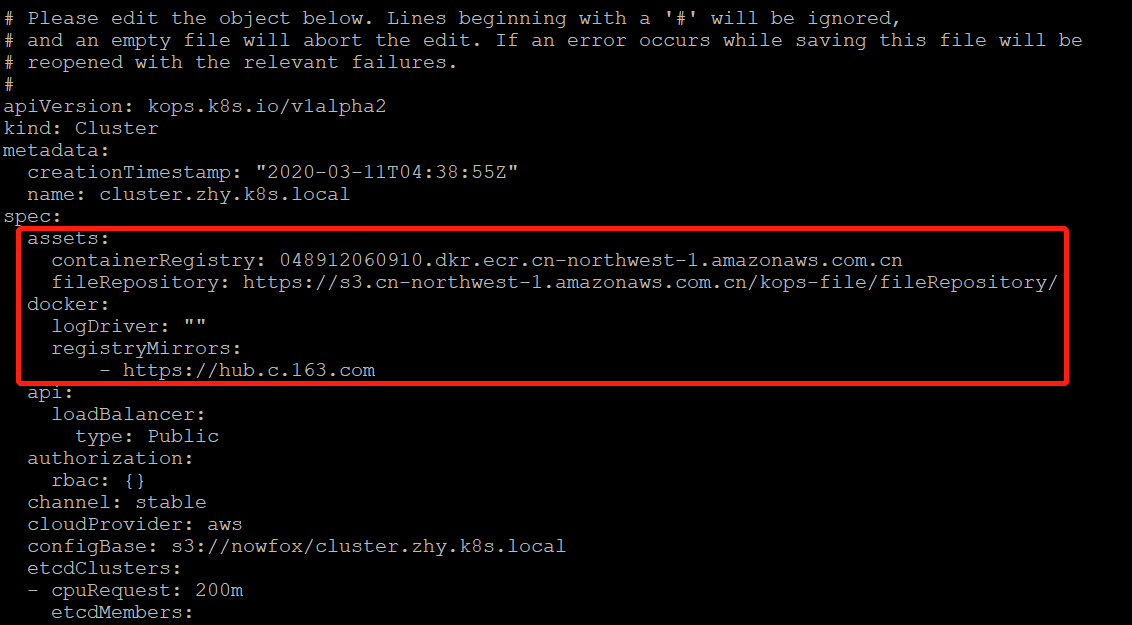 # Please edit the object below. Lines beginning with a '#' will be ignored,
# and an empty file will abort the edit. If an error occurs while saving this file will be
# reopened with the relevant failures.
#
apiVersion: kops.k8s.io/v1alpha2
kind: Cluster
metadata:
  creationTimestamp: "2020-03-11T04:38:55Z"
  name: cluster.zhy.k8s.local
spec:
  assets:
    containerRegistry: 048912060910.dkr.ecr.cn-northwest-1.amazonaws.com.cn
    fileRepository: https://s3.cn-northwest-1.amazonaws.com.cn/kops-file/fileRepository/
  docker:
    logDriver: ""
    registryMirrors:
        - https://hub.c.163.com
  api:
    loadBalancer:
      type: Public
  authorization:
    rbac: {}
  channel: stable
  cloudProvider: aws
  configBase: s3://nowfox/cluster.zhy.k8s.local
  etcdClusters:
  - cpuRequest: 200m
    etcdMembers: